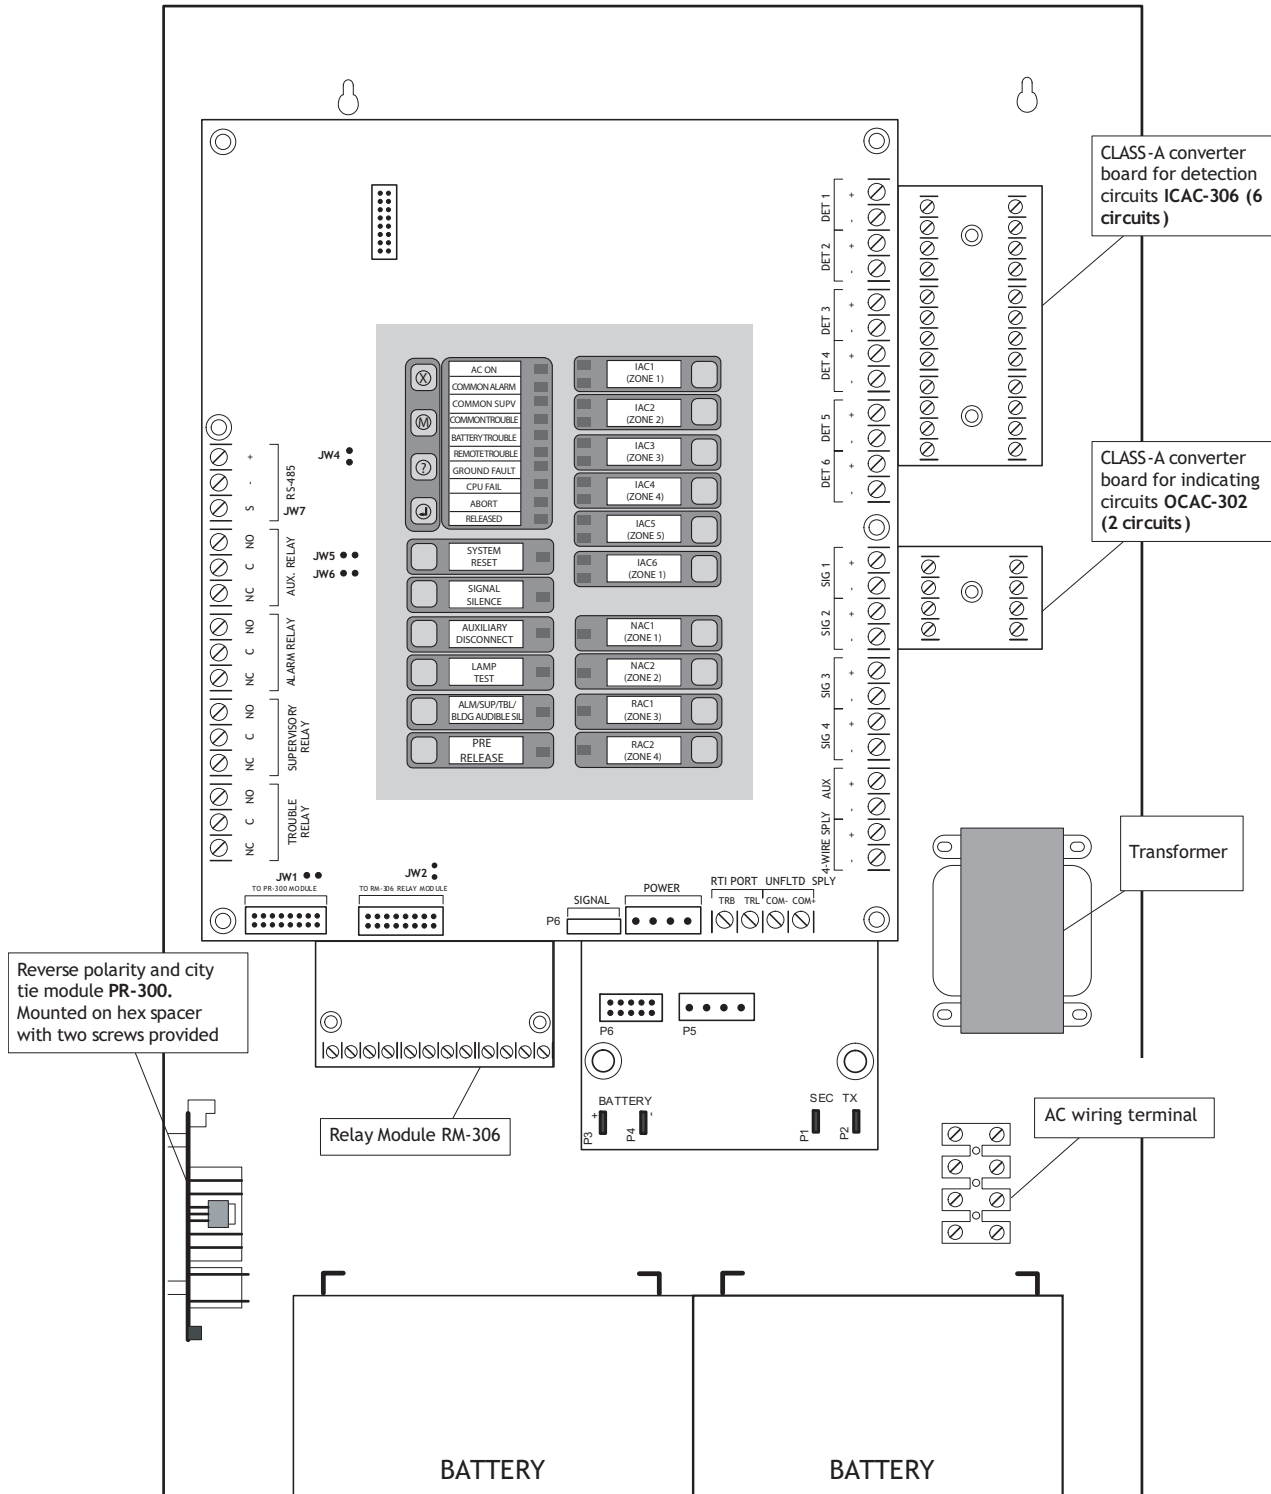 CLASS-A converter
board for detection
circuits ICAC-306 (6
circuits)
DET 1
+
-
DET 2
+
-
DET 3
+
-
DET 4
+
-
DET 5
+
-
DET 6
+
-
CLASS-A converter
board for indicating
circuits OCAC-302
(2 circuits)
SIG 1
+
-
SIG 2
+
-
SIG 3
+
-
SIG 4
+
-
AUX
+
-
4-WIRE SPLY
+
-
AC ON
COMMON ALARM
COMMON SUPV
COMMON TROUBLE
BATTERY TROUBLE
REMOTE TROUBLE
GROUND FAULT
CPU FAIL
ABORT
RELEASED
X
M
?
SYSTEM
RESET
SIGNAL
SILENCE
AUXILIARY
DISCONNECT
LAMP
TEST
ALM/SUP/TBL/
BLDG AUDIBLE SIL
PRE
RELEASE
IAC1
(ZONE 1)
IAC2
(ZONE 2)
IAC3
(ZONE 3)
IAC4
(ZONE 4)
IAC5
(ZONE 5)
IAC6
(ZONE 1)
NAC1
(ZONE 1)
NAC2
(ZONE 2)
RAC1
(ZONE 3)
RAC2
(ZONE 4)
JW4
+
-
S
RS-485
JW7
JW5
JW6
NO
C
NC
AUX. RELAY
NO
C
NC
ALARM RELAY
NO
C
NC
SUPERVISORY
RELAY
NO
C
NC
TROUBLE
RELAY
JW1
TO PR-300 MODULE
JW2
TO RM-306 RELAY MODULE
P6
SIGNAL
POWER
RTI PORT
UNFLTD SPLY
TRB
TRL
COM-
COM+
Transformer
Reverse polarity and city
tie module PR-300.
Mounted on hex spacer
with two screws provided
P6
P5
BATTERY
+
-
P3
P4
SEC TX
P1
P2
Relay Module RM-306
AC wiring terminal
BATTERY
BATTERY